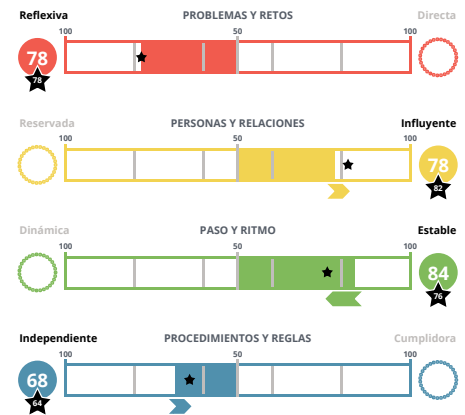 Reflexiva PROBLEMAS Y RETOS Directa
100 50 100
78
78
Reservada PERSONAS Y RELACIONES Influyente
100 50 100
78
82
Dinámica PASO Y RITMO Estable
100 50 100
84
76
Independiente PROCEDIMIENTOS Y REGLAS Cumplidora
100 50 100
68
64